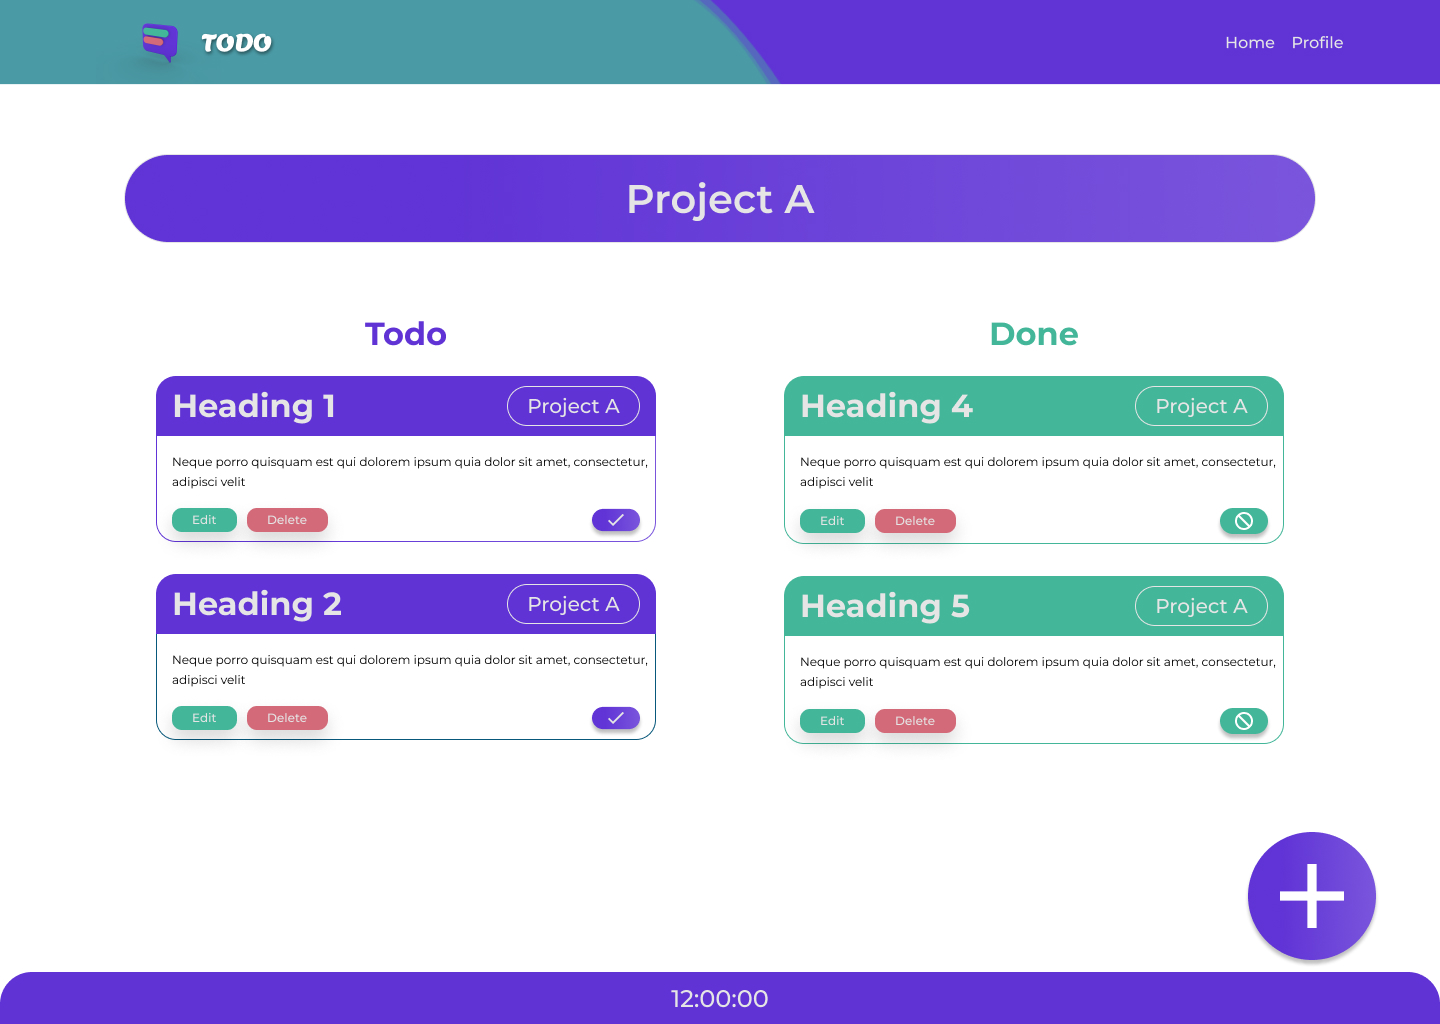 TODO
Home Profile
Project A
Todo
Heading 1 Project A
Neque porro quisquam est qui dolorem ipsum quia dolor sit amet, consectetur,
adipisci velit
Edit Delete
Heading 2 Project A
Neque porro quisquam est qui dolorem ipsum quia dolor sit amet, consectetur,
adipisci velit
Edit Delete
Done
Heading 4 Project A
Neque porro quisquam est qui dolorem ipsum quia dolor sit amet, consectetur,
adipisci velit
Edit Delete
Heading 5 Project A
Neque porro quisquam est qui dolorem ipsum quia dolor sit amet, consectetur,
adipisci velit
Edit Delete
12:00:00